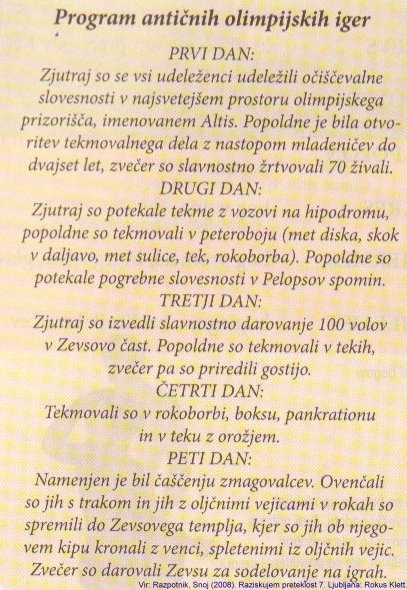 Program antičnih olimpijskih iger
PRVI DAN:
Zjutraj so se vsi udeleženci udeležili očiščevalne
slovesnosti v najsvetejšem prostoru olimpijskega
prizorišča, imenovanem Altis. Popoldne je bila otvo-
ritev tekmovalnega dela z nastopom mladeničev do
dvajset let, zvečer so slavnostno žrtvovali 70 živali.
DRUGI DAN:
Zjutraj so potekale tekme z vozovi na hipodromu,
popoldne so tekmovali v peteroboju (met diska, skok
v daljavo, met sulice, tek, rokoborba). Popoldne so
potekale pogrebne slovesnosti v Pelopsov spomin.
TRETJI DAN:
Zjutraj so izvedli slavnostno darovanje 100 volov
v Zevsovo čast. Popoldne so tekmovali v tekih,
zvečer pa so priredili gostijo.
ČETRTI DAN:
Tekmovali so v rokoborbi, boksu, pankrationu
in v teku z orožjem.
PETI DAN:
Namenjen je bil čaščenju zmagovalcev. Ovenčali
so jih s trakom in jih z oljčnimi vejicami v rokah so
spremili do Zevsovega templja, kjer so jih ob njego-
vem kipu kronali z venci, spletenimi iz oljčnih vejic.
Zvečer so darovali Zevsu za sodelovanje na igrah.
Vir: Razpotnik, Snoj (2008). Raziskujem preteklost 7. Ljubljana: Rokus Klett.